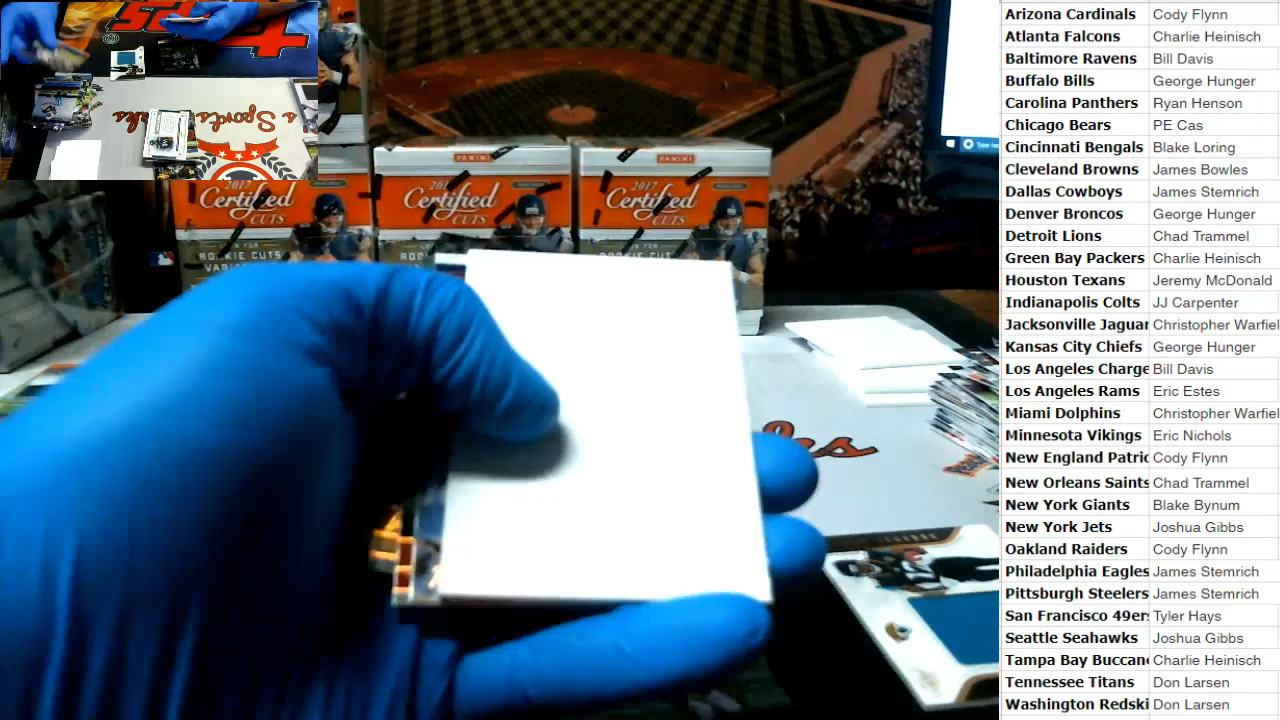 PANINI
PANINI
2017
Certified
CUTS
201
Certified
CUTS
2017
Certified
CUTS
ROOKIE CUTS
Arizona Cardinals Cody Flynn
Atlanta Falcons Charlie Heinisch
Baltimore Ravens Bill Davis
Buffalo Bills George Hunger
Carolina Panthers Ryan Henson
Chicago Bears PE Cas
Cincinnati Bengals Blake Loring
Cleveland Browns James Bowles
Dallas Cowboys James Stemrich
Denver Broncos George Hunger
Detroit Lions Chad Trammel
Green Bay Packers Charlie Heinisch
Houston Texans Jeremy McDonald
Indianapolis Colts JJ Carpenter
Jacksonville Jaguar Christopher Warfiel
Kansas City Chiefs George Hunger
Los Angeles Charge Bill Davis
Los Angeles Rams Eric Estes
Miami Dolphins Christopher Warfiel
Minnesota Vikings Eric Nichols
New England Patric Cody Flynn
New Orleans Saints Chad Trammel
New York Giants Blake Bynum
New York Jets Joshua Gibbs
Oakland Raiders Cody Flynn
Philadelphia Eagles James Stemrich
Pittsburgh Steelers James Stemrich
San Francisco 49ers Tyler Hays
Seattle Seahawks Joshua Gibbs
Tampa Bay Buccane Charlie Heinisch
Tennessee Titans Don Larsen
Washington Redski Don Larsen